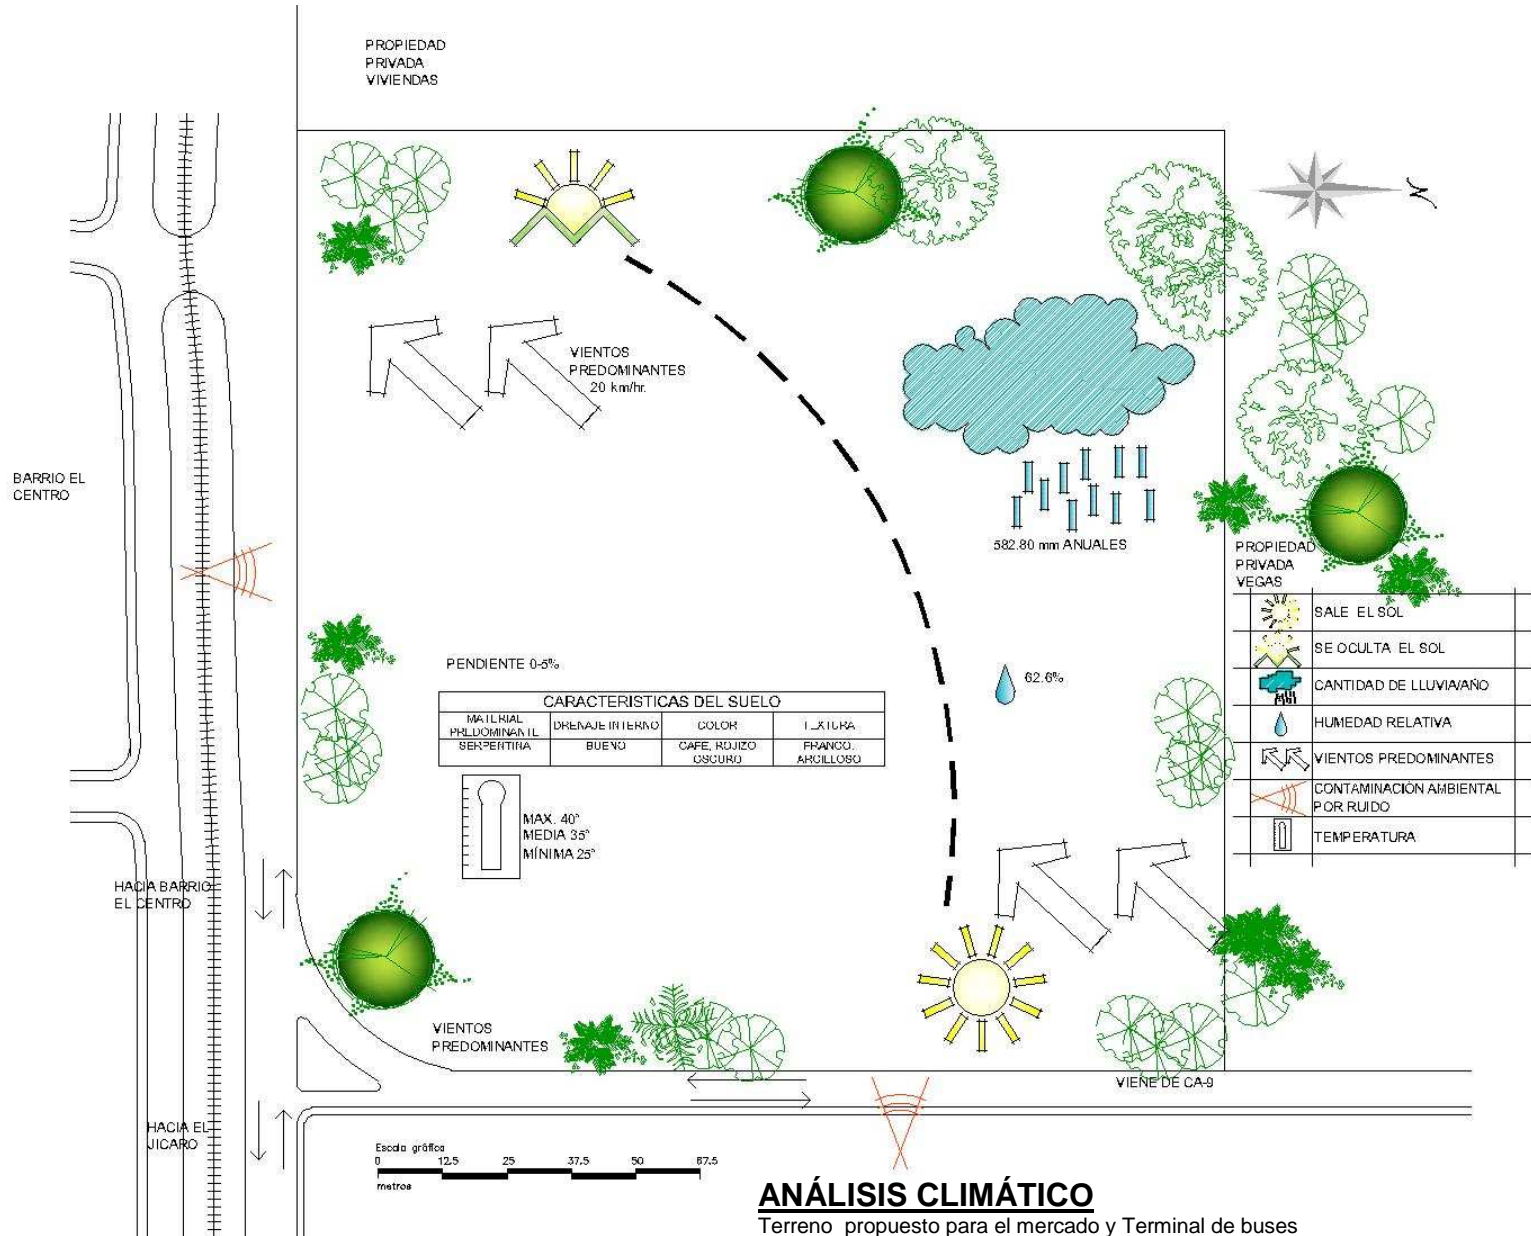 PROPIEDAD
PRIVADA
VIVIENDAS
N
VIENTOS
PREDOMINANTES
20 km/hr.
BARRIO EL
CENTRO
582.80 mm ANUALES
PROPIEDAD
PRIVADA
VEGAS
SALE EL SOL
SE OCULTA EL SOL
CANTIDAD DE LLUVIA/AÑO
HUMEDAD RELATIVA
VIENTOS PREDOMINANTES
CONTAMINACIÓN AMBIENTAL
POR RUIDO
TEMPERATURA
PENDIENTE 0-5%
62.6%
CARACTERISTICAS DEL SUELO
MATERIAL
PREDOMINANTE
DRENAJE INTERNO
COLOR
TEXTURA
SERPENTINA
BUENO
CAFE, ROJIZO
OSCURO
FRANCO.
ARCILLOSO
MAX. 40°
MEDIA 35°
MÍNIMA 25°
HACIA BARRIO
EL CENTRO
VIENTOS
PREDOMINANTES
VIENE DE CA-9
HACIA EL
JICARO
Escala gráfica
0 12.5 25 37.5 50 67.5
metros
ANÁLISIS CLIMÁTICO
Terreno propuesto para el mercado y Terminal de buses